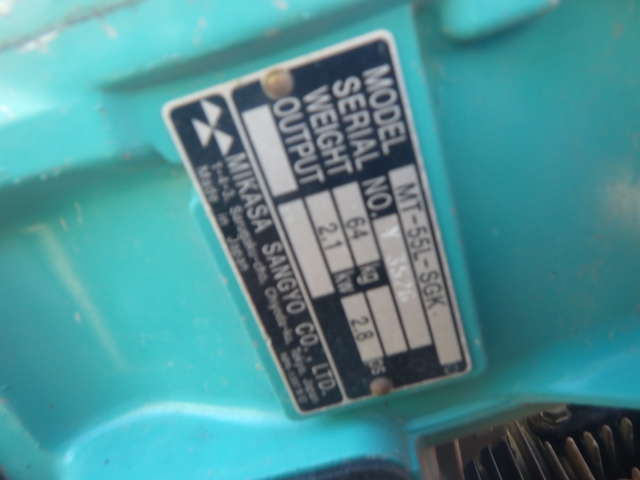 MODEL MT-55L-SGK
SERIAL NO. Y 3526
WEIGHT 64 kg
OUTPUT 2.1 kW 2.8 PS
MIKASA SANGYO CO., LTD.
Made in Japan